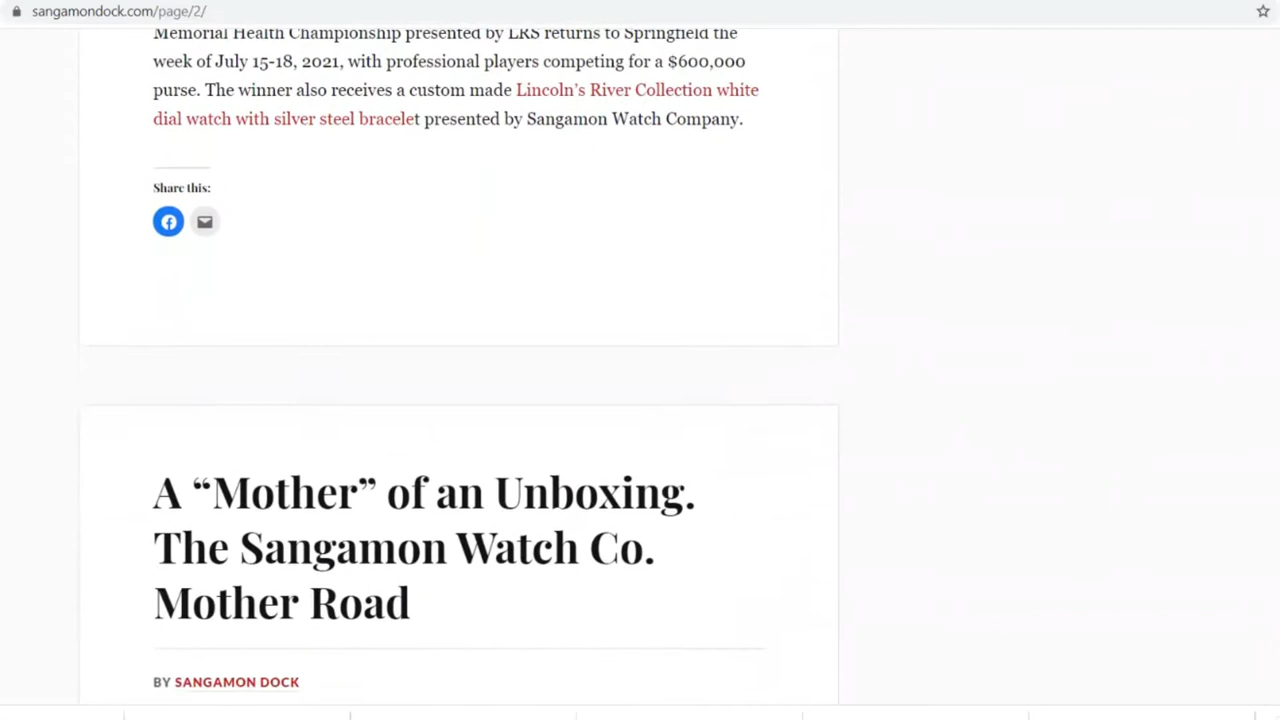 sangamondock.com/page/2/
Memorial Health Championship presented by LRS returns to Springfield the
week of July 15-18, 2021, with professional players competing for a $600,000
purse. The winner also receives a custom made Lincoln’s River Collection white
dial watch with silver steel bracelet presented by Sangamon Watch Company.
Share this:
A “Mother” of an Unboxing.
The Sangamon Watch Co.
Mother Road
BY SANGAMON DOCK